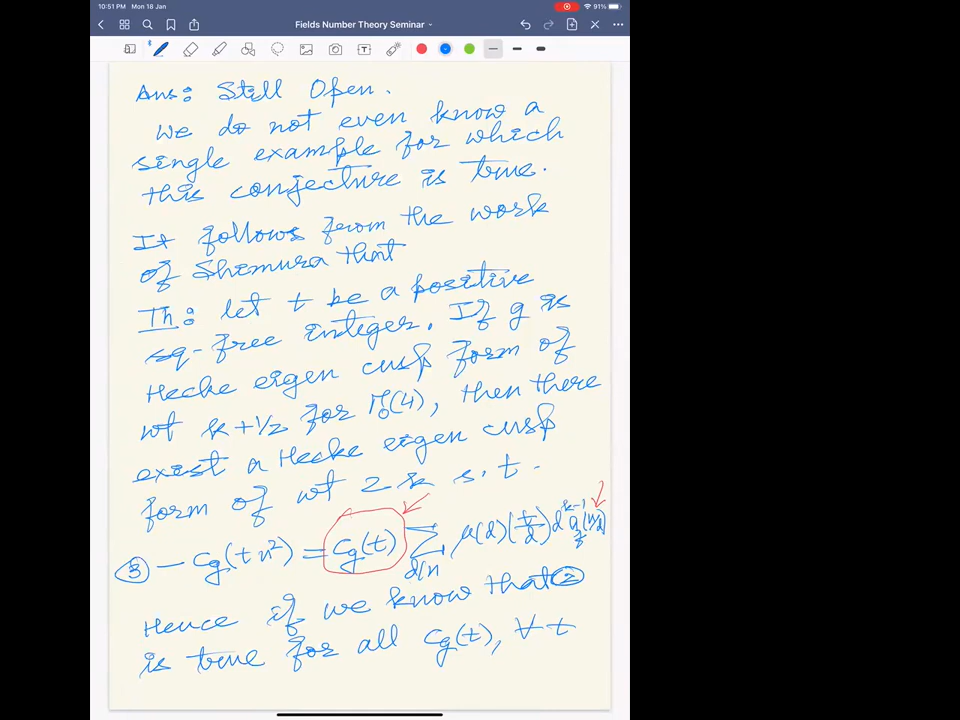 10:51 PM Mon 18 Jan
91%
Fields Number Theory Seminar
Ans: Still Open.
We do not even know a
single example for which
this conjecture is true.
It follows from the work
of Shimura that
Th: let t be a positive
sq-free integer. If g is
Hecke eigen cusp form of
wt k+1/2 for Γ0(4), then there
exist a Hecke eigen cusp
form of wt 2k s.t.
③ — Cg(tn²) = Cg(t) ∑_{d|n} μ(d)(t/d) d^{k-1} a_f(n/d)
Hence if we know that ②
is true for all Cg(t), ∀ t